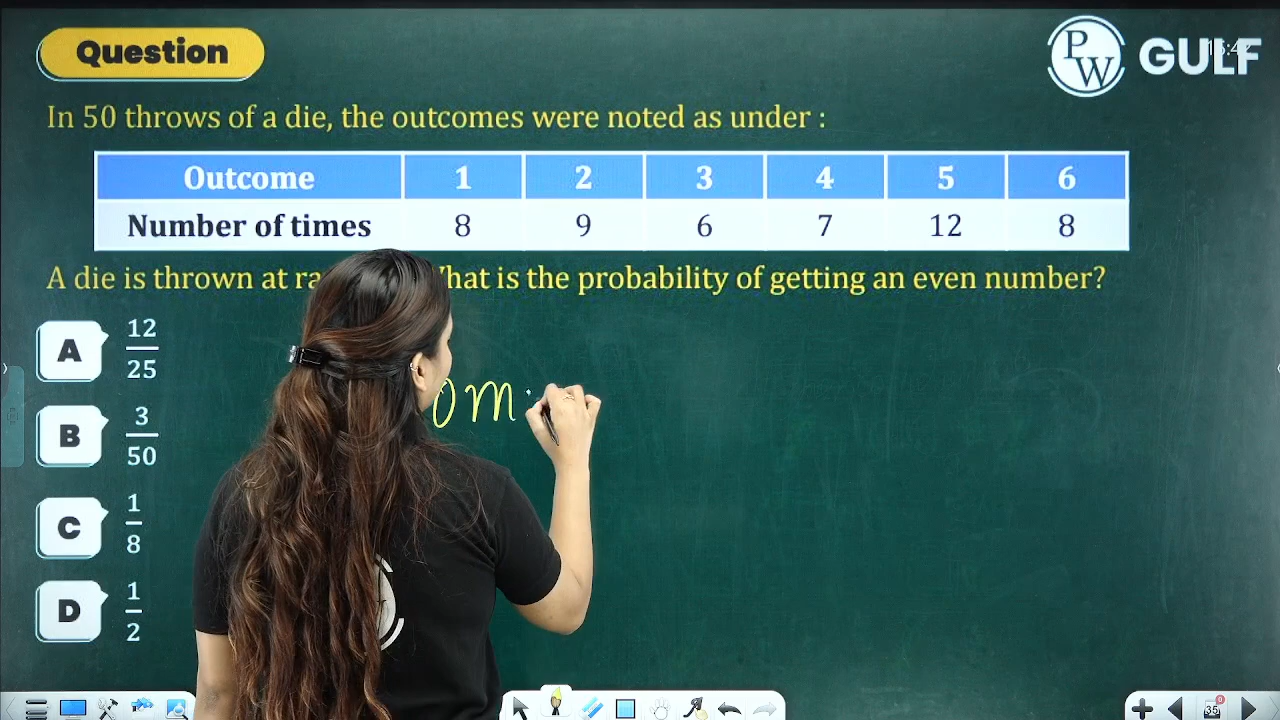 Question
PW GULF
In 50 throws of a die, the outcomes were noted as under :
Outcome 1 2 3 4 5 6
Number of times 8 9 6 7 12 8
A die is thrown at What is the probability of getting an even number?
A 12/25
B 3/50
C 1/8
D 1/2
om
35